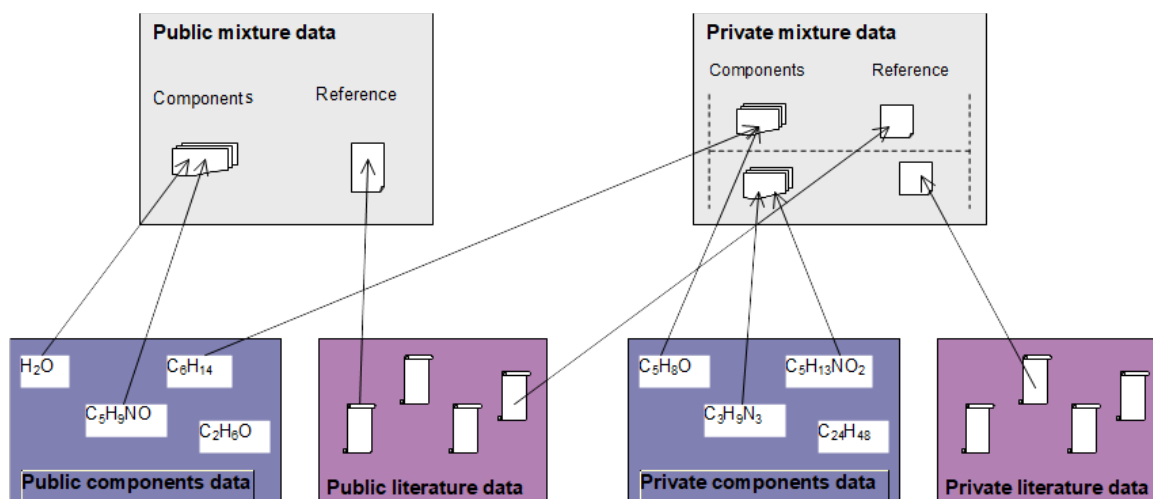 Public mixture data
Components
Reference
Private mixture data
Components
Reference
H₂O
C₆H₁₄
C₅H₉NO
C₂H₆O
Public components data
Public literature data
C₅H₈O
C₅H₁₃NO₂
C₃H₉N₃
C₂₄H₄₈
Private components data
Private literature data